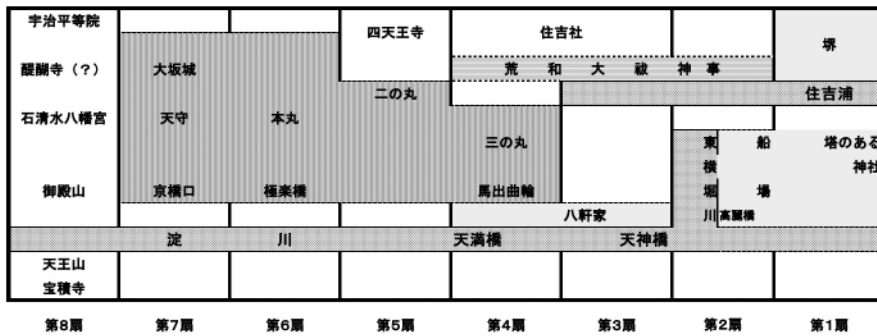 宇治平等院 四天王寺 住吉社 堺
醍醐寺（？） 大坂城 荒和大祓神事
二の丸 住吉浦
石清水八幡宮 天守 本丸
三の丸 東横堀川 船場 塔のある神社
御殿山 京橋口 極楽橋 馬出曲輪
八軒家 高麗橋
淀川 天満橋 天神橋
天王山
宝積寺
第8扇 第7扇 第6扇 第5扇 第4扇 第3扇 第2扇 第1扇